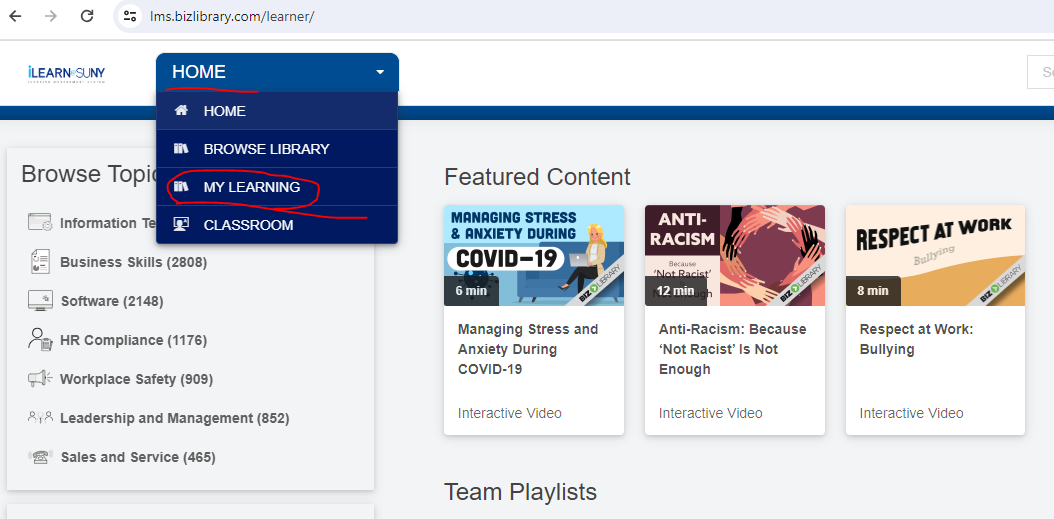 lms.bizlibrary.com/learner/
iLEARN@SUNY
HOME
HOME
BROWSE LIBRARY
MY LEARNING
CLASSROOM
Browse Topic
Information Te
Business Skills (2808)
Software (2148)
HR Compliance (1176)
Workplace Safety (909)
Leadership and Management (852)
Sales and Service (465)
Featured Content
MANAGING STRESS
& ANXIETY DURING
COVID-19
6 min
BIZ LIBRARY
Managing Stress and
Anxiety During
COVID-19
Interactive Video
ANTI-
RACISM
Because
'Not Racist'
12 min
BIZ LIBRARY
Anti-Racism: Because
‘Not Racist’ Is Not
Enough
Interactive Video
RESPECT AT WORK
Bullying
8 min
BIZ LIBRARY
Respect at Work:
Bullying
Interactive Video
Team Playlists